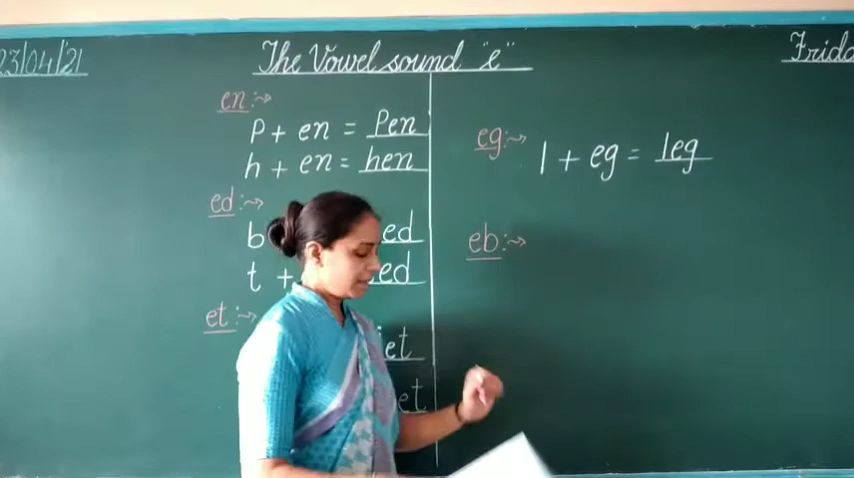 23/04/21
The Vowel sound "e"
Frida
en:⇝
p + en = Pen
h + en = hen
ed:⇝
b ed
t + ed
et:⇝
et
et
eg:⇝
l + eg = leg
eb:⇝